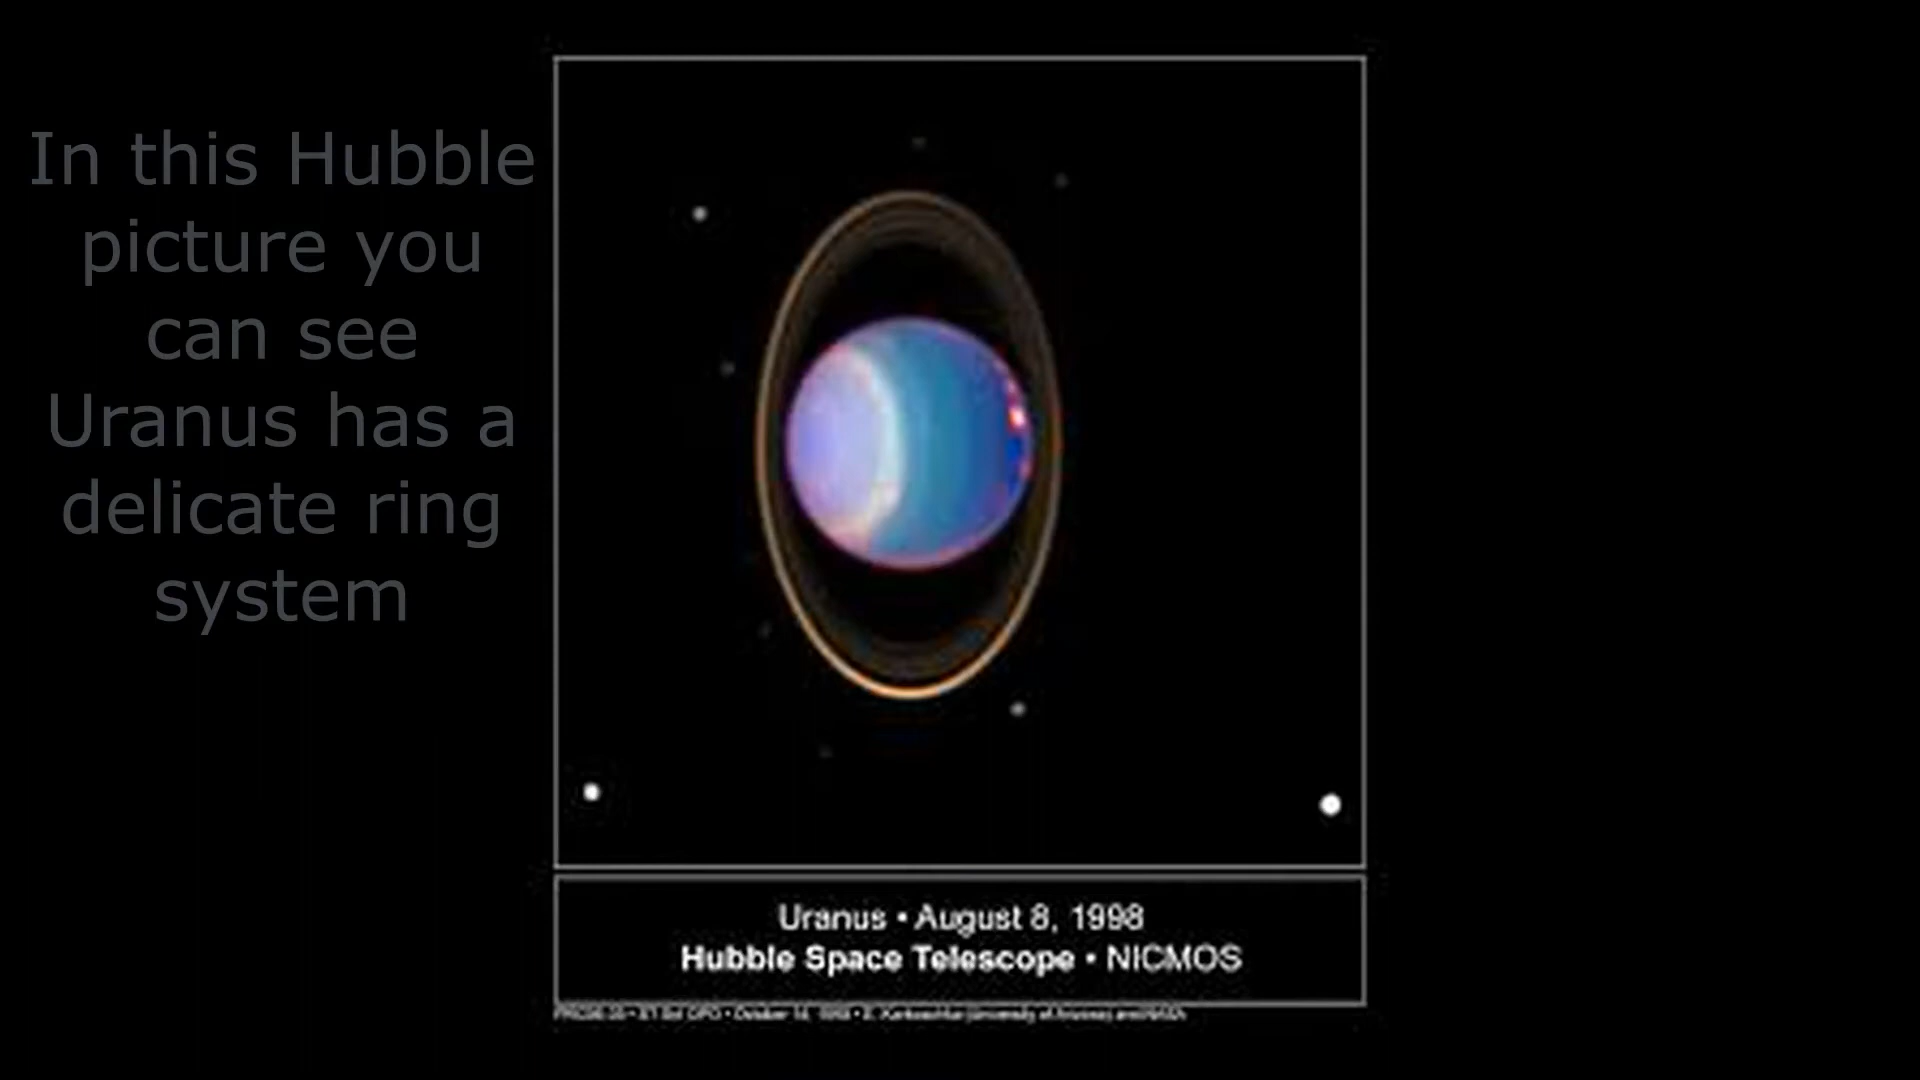 In this Hubble
picture you
can see
Uranus has a
delicate ring
system
Uranus • August 8, 1998
Hubble Space Telescope • NICMOS